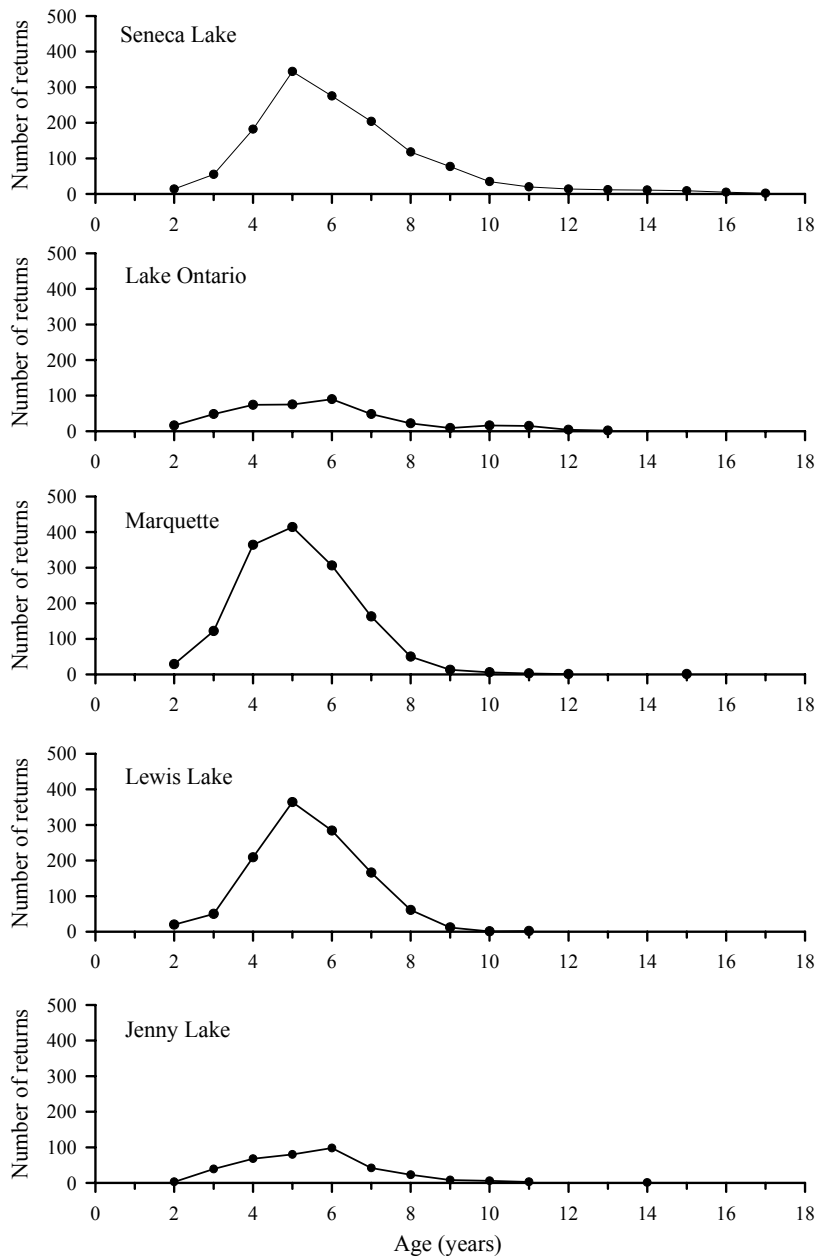 Seneca Lake
Number of returns
500
400
300
200
100
0
0 2 4 6 8 10 12 14 16 18
Lake Ontario
Number of returns
500
400
300
200
100
0
0 2 4 6 8 10 12 14 16 18
Marquette
Number of returns
500
400
300
200
100
0
0 2 4 6 8 10 12 14 16 18
Lewis Lake
Number of returns
500
400
300
200
100
0
0 2 4 6 8 10 12 14 16 18
Jenny Lake
Number of returns
500
400
300
200
100
0
0 2 4 6 8 10 12 14 16 18
Age (years)